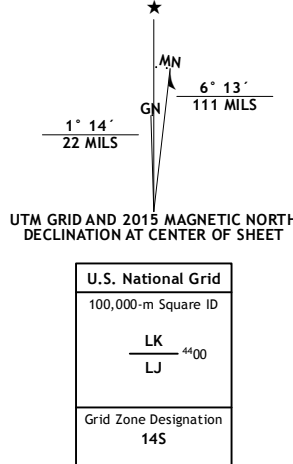 MN
GN
6° 13´
111 MILS
1° 14´
22 MILS
UTM GRID AND 2015 MAGNETIC NORTH
DECLINATION AT CENTER OF SHEET
U.S. National Grid
100,000-m Square ID
LK
4400
LJ
Grid Zone Designation
14S